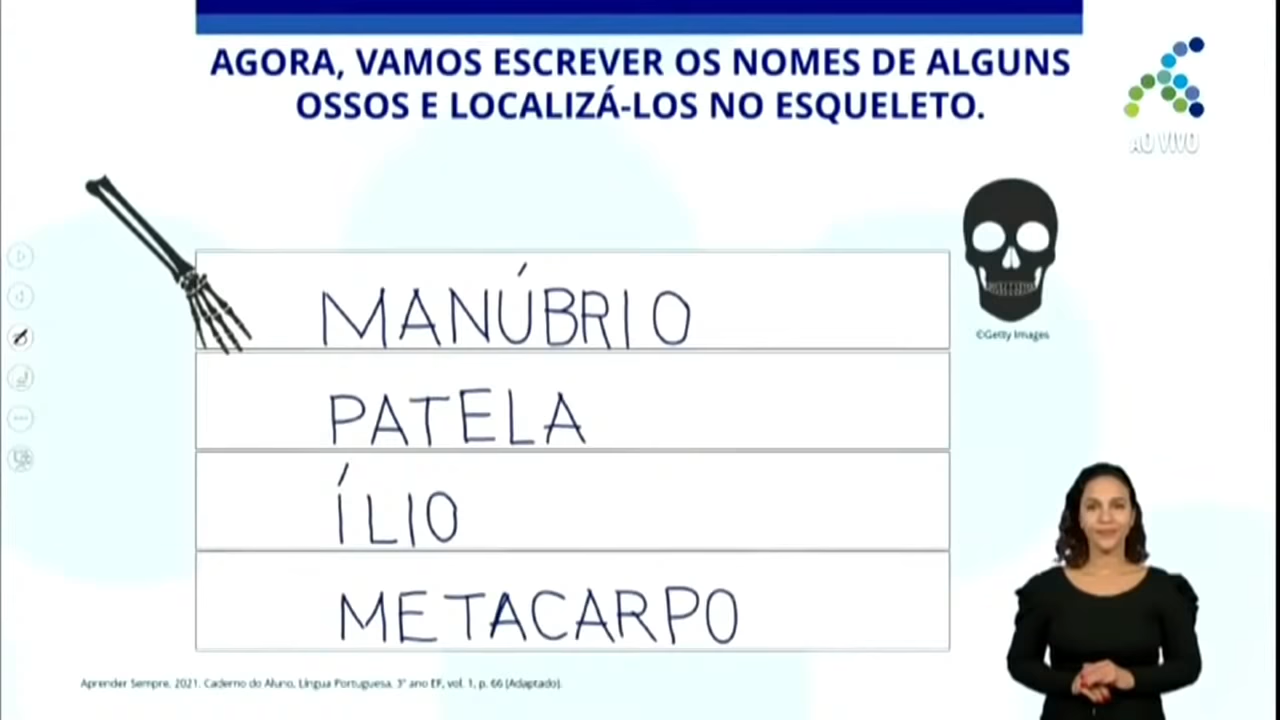 AGORA, VAMOS ESCREVER OS NOMES DE ALGUNS
OSSOS E LOCALIZÁ-LOS NO ESQUELETO.
AO VIVO
©Getty Images
MANÚBRIO
PATELA
ÍLIO
METACARPO
Aprender Sempre, 2021. Caderno do Aluno, Língua Portuguesa, 3º ano EF, vol. 1, p. 66 (Adaptado).